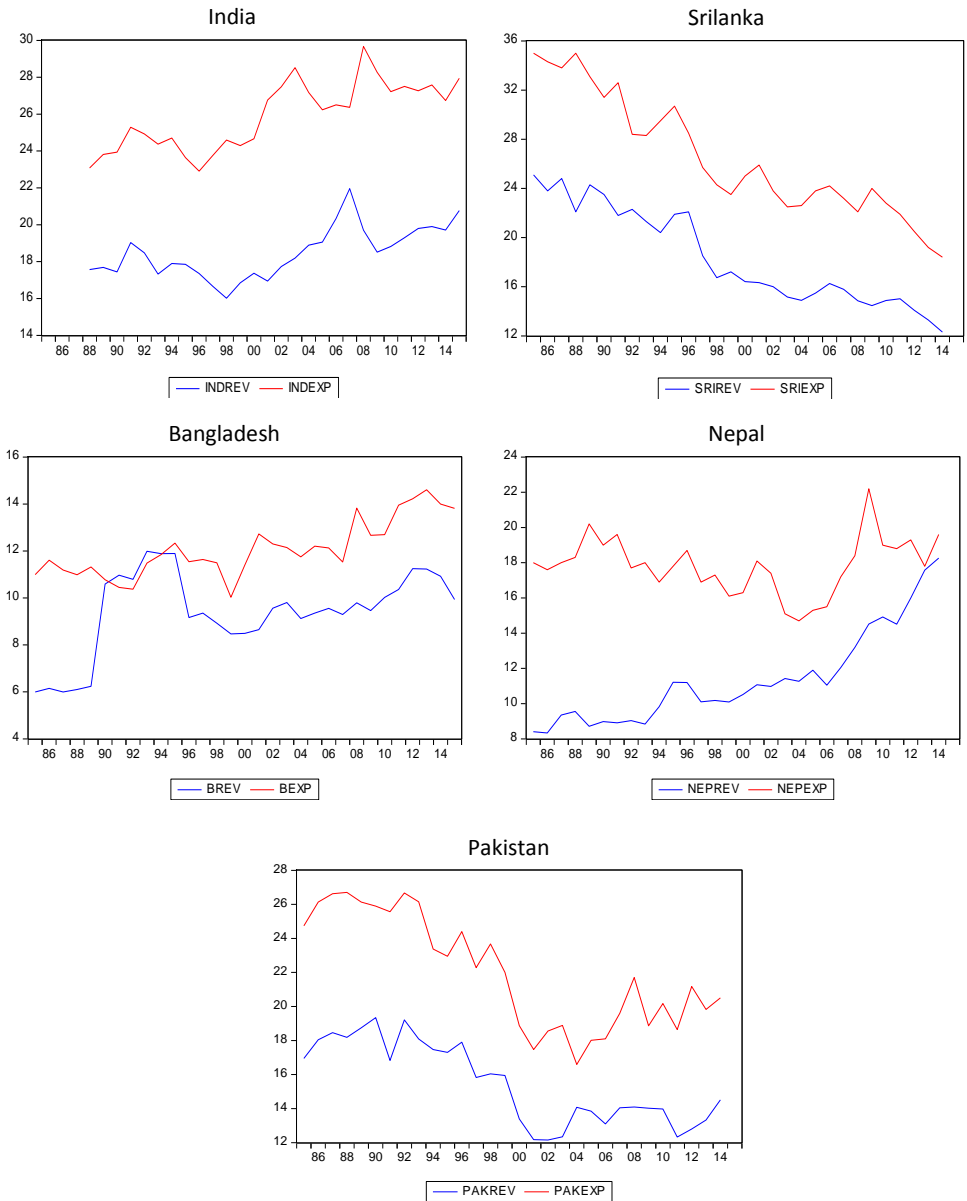 India
Srilanka
30
28
26
24
22
20
18
16
14
86 88 90 92 94 96 98 00 02 04 06 08 10 12 14
INDREV INDEXP
36
32
28
24
20
16
12
86 88 90 92 94 96 98 00 02 04 06 08 10 12 14
SRIREV SRIEXP
Bangladesh
Nepal
16
14
12
10
8
6
4
86 88 90 92 94 96 98 00 02 04 06 08 10 12 14
BREV BEXP
24
22
20
18
16
14
12
10
8
86 88 90 92 94 96 98 00 02 04 06 08 10 12 14
NEPREV NEPEXP
Pakistan
28
26
24
22
20
18
16
14
12
86 88 90 92 94 96 98 00 02 04 06 08 10 12 14
PAKREV PAKEXP